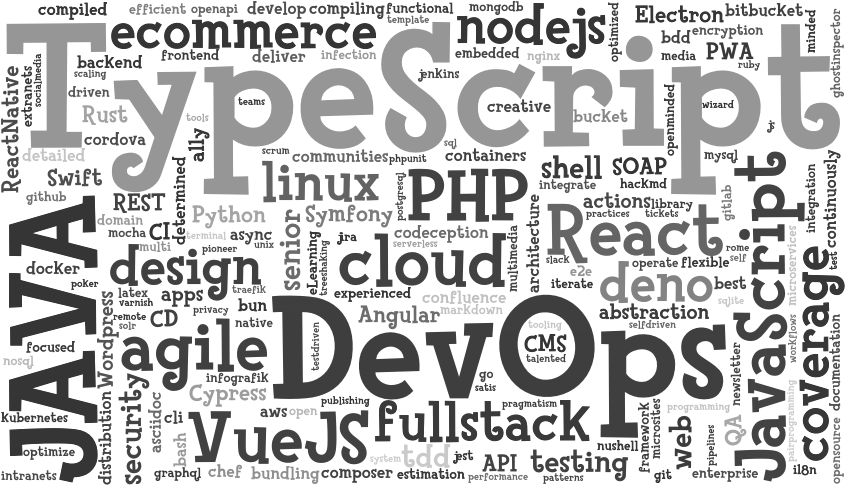 compiled
efficient
openapi
develop
compiling
functional
mongodb
Electron
bitbucket
template
ecommerce
nodejs
optimized
bdd
encryption
minded
ghostinspector
TypeScript
backend
frontend
deliver
infection
embedded
nginx
media
PWA
ruby
scaling
socialmedia
extranets
ReactNative
jenkins
driven
teams
creative
bucket
openminded
wizard
Rust
tools
jr
cordova
ally
sql
detailed
scrum
communities
phpunit
containers
mysql
Swift
determined
linux
PHP
shell
SOAP
integrate
hackmd
continuously
github
REST
Python
Symfony
postgresql
architecture
actions
library
gitlab
integration
domain
practices
tickets
mocha
CI
terminal
async
senior
eLearning
jra
codeception
React
JavaScript
multi
pioneer
unix
treeshaking
serverless
multimedia
rome
self
microservices
test
docker
design
cloud
slack
e2e
operate
flexible
poker
iterate
deno
best
JAVA
latex
apps
traefik
experienced
confluence
sqlite
varnish
privacy
bun
markdown
abstraction
remote
CD
native
Angular
DevOps
tooling
selfdriven
solr
testdriven
CMS
talented
coverage
workflows
documentation
focused
Wordpress
agile
nosql
infografik
go
satis
newsletter
distribution
security
Cypress
publishing
pragmatism
programming
pairprogramming
Kubernetes
asciidoc
cli
aws
open
fullstack
framework
microsites
web
QA
opensource
optimize
bash
VueJS
nushell
pipelines
system
tdd
jest
API
testing
intranets
graphql
chef
bundling
composer
estimation
performance
patterns
git
enterprise
i18n